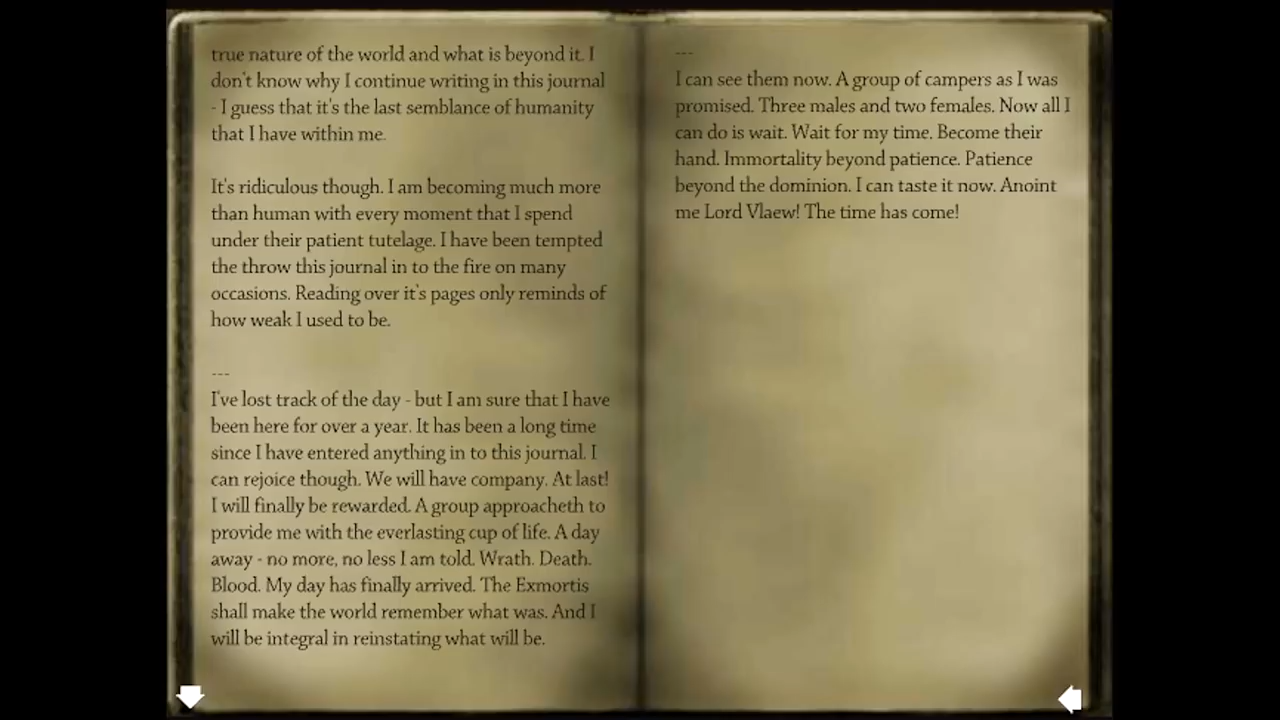 true nature of the world and what is beyond it. I
don't know why I continue writing in this journal
- I guess that it's the last semblance of humanity
that I have within me.
It's ridiculous though. I am becoming much more
than human with every moment that I spend
under their patient tutelage. I have been tempted
the throw this journal in to the fire on many
occasions. Reading over it's pages only reminds of
how weak I used to be.
---
I've lost track of the day - but I am sure that I have
been here for over a year. It has been a long time
since I have entered anything in to this journal. I
can rejoice though. We will have company. At last!
I will finally be rewarded. A group approacheth to
provide me with the everlasting cup of life. A day
away - no more, no less I am told. Wrath. Death.
Blood. My day has finally arrived. The Exmortis
shall make the world remember what was. And I
will be integral in reinstating what will be.
---
I can see them now. A group of campers as I was
promised. Three males and two females. Now all I
can do is wait. Wait for my time. Become their
hand. Immortality beyond patience. Patience
beyond the dominion. I can taste it now. Anoint
me Lord Vlaew! The time has come!